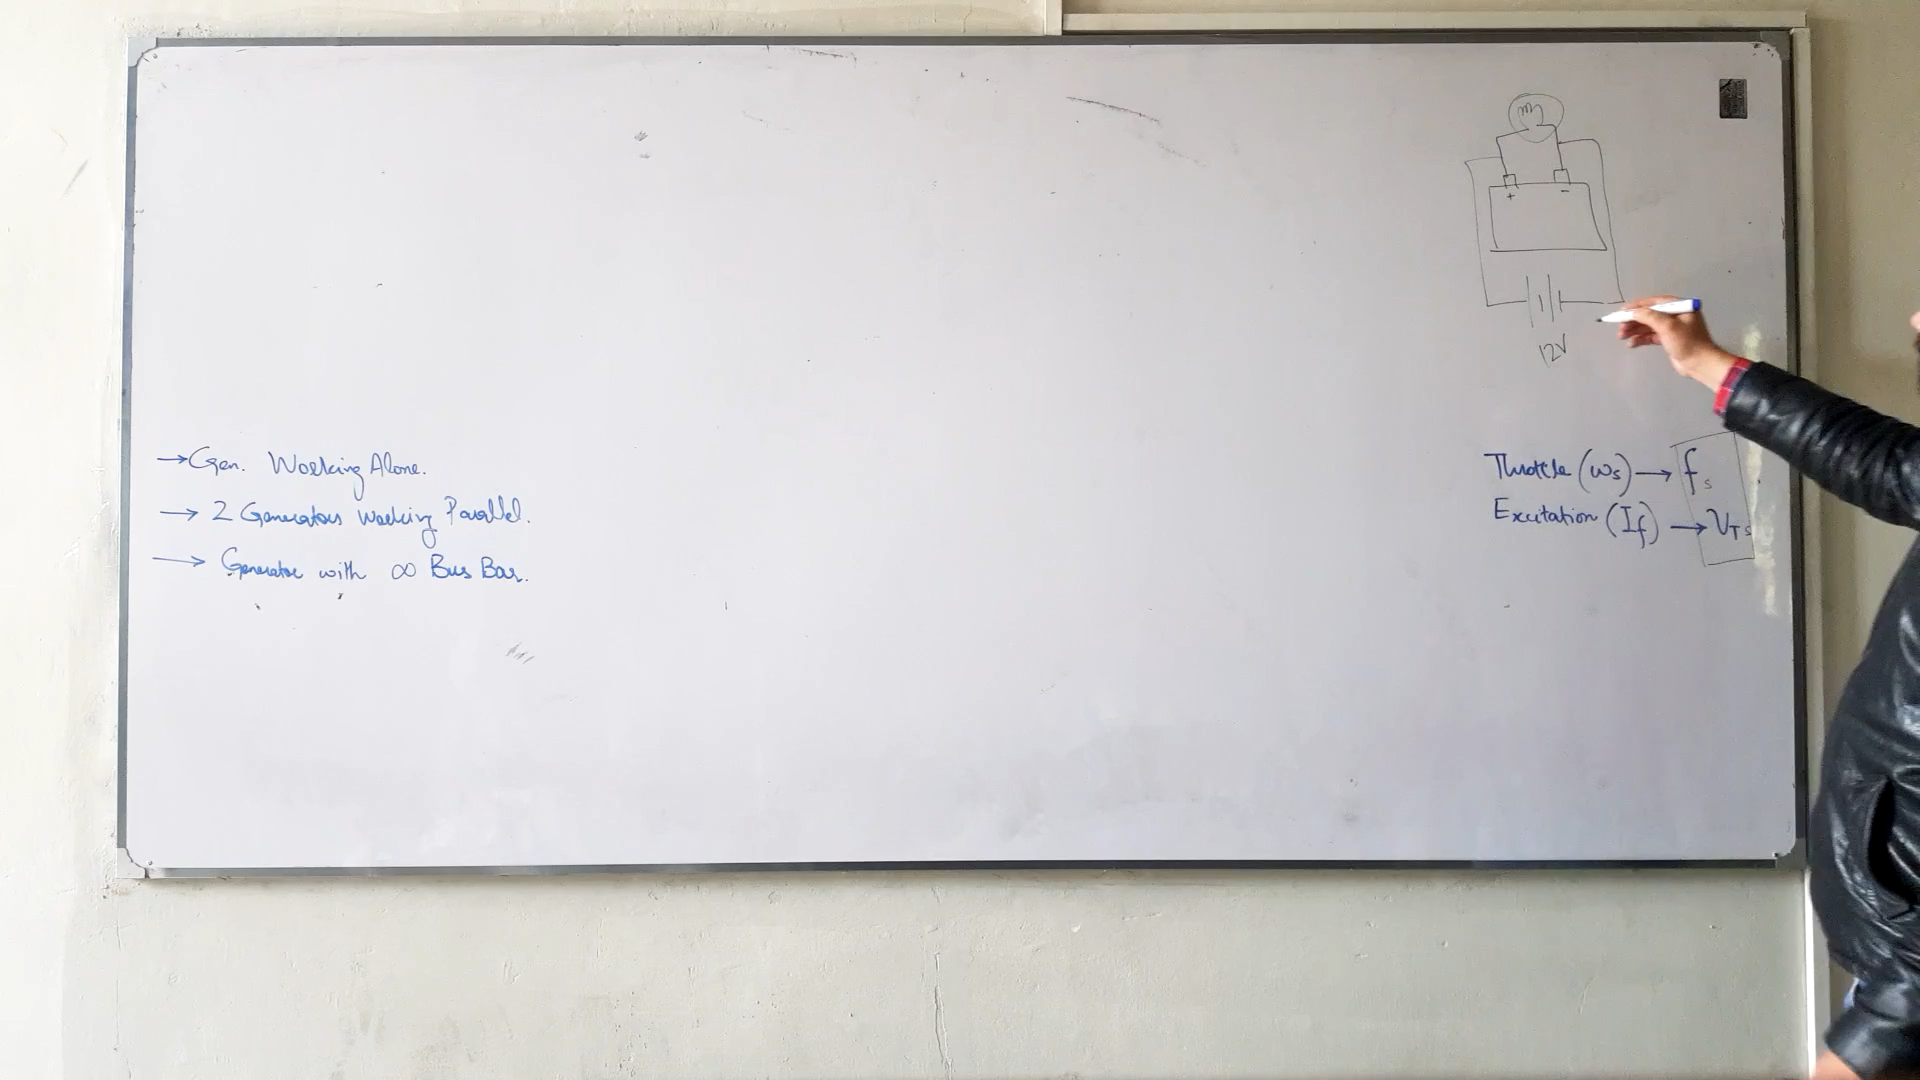 + -
12V
→ Gen. Working Alone.
→ 2 Generators Working Parallel.
→ Generator with ∞ Bus Bar.
Throttle (ωs) → fs
Excitation (If) → VTs